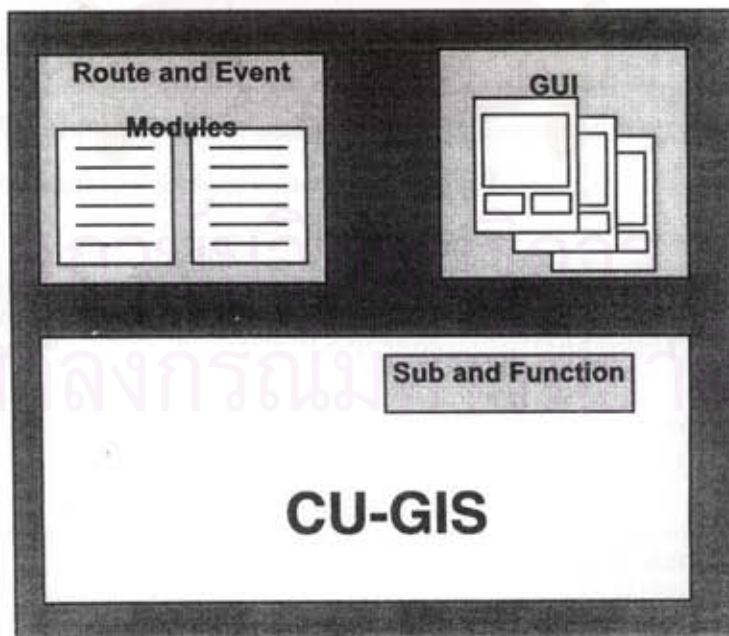 Route and Event
Modules
GUI
Sub and Function
CU-GIS